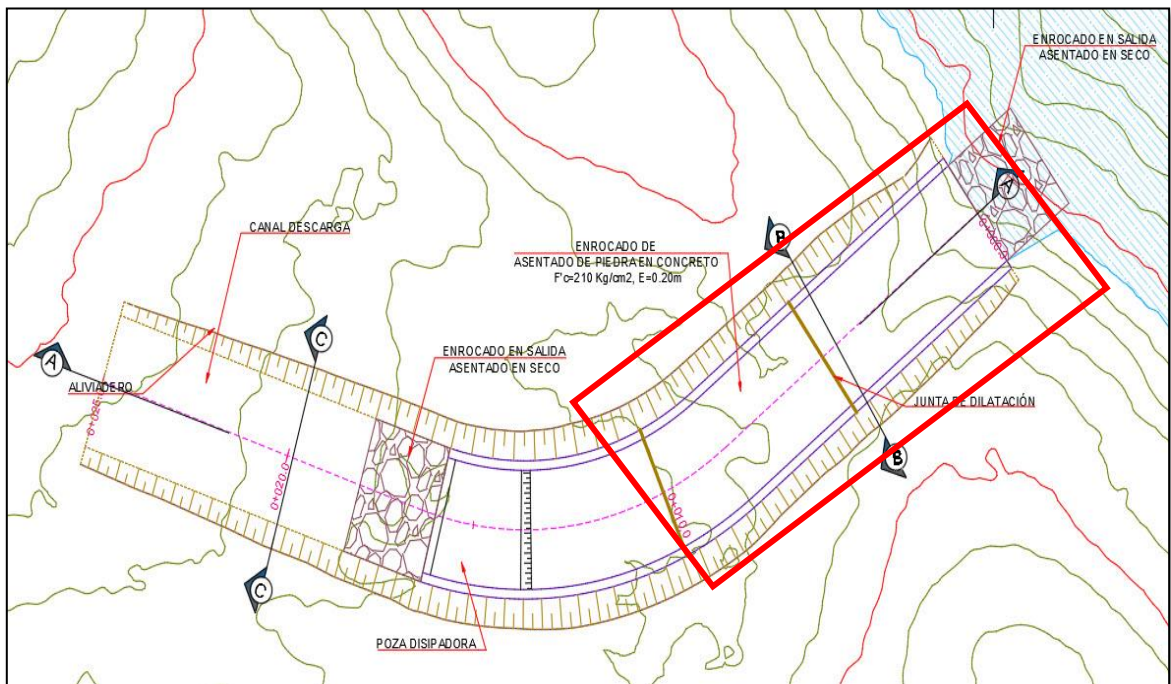 ENROCADO EN SALIDA
ASENTADO EN SECO
CANAL DESCARGA
ENROCADO DE
ASENTADO DE PIEDRA EN CONCRETO
F'c=210 Kg/cm2, E=0.20m
B
A
C
A
ENROCADO EN SALIDA
ASENTADO EN SECO
ALIVIADERO
JUNTA DE DILATACIÓN
B
0+020.0
0+010.0
C
POZA DISIPADORA